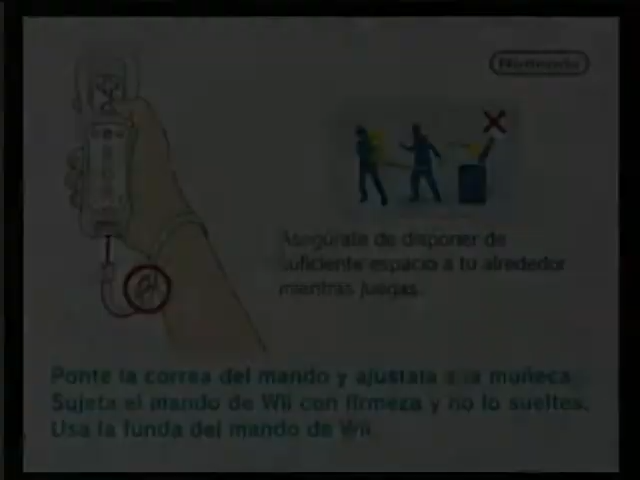 Nintendo
Asegúrate de disponer de
suficiente espacio a tu alrededor
mientras juegas.
Ponte la correa del mando y ajústala a la muñeca.
Sujeta el mando de Wii con firmeza y no lo sueltes.
Usa la funda del mando de Wii.